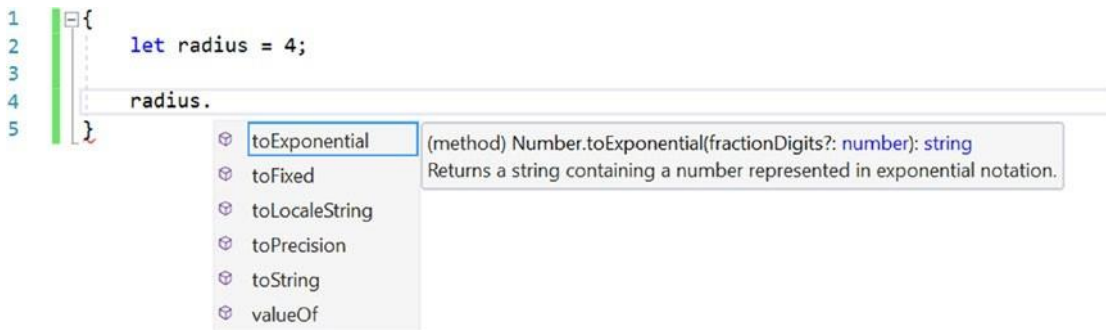 1 {
2 let radius = 4;
3
4 radius.
5 }
toExponential
(method) Number.toExponential(fractionDigits?: number): string
Returns a string containing a number represented in exponential notation.
toFixed
toLocaleString
toPrecision
toString
valueOf